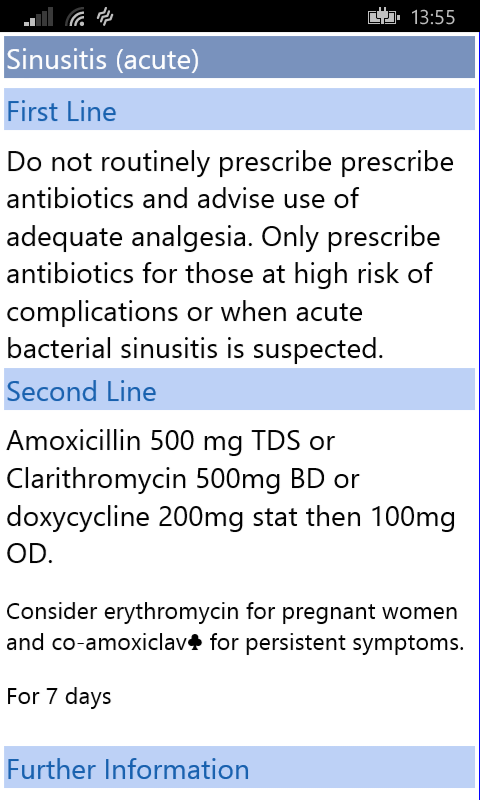 13:55
Sinusitis (acute)
First Line
Do not routinely prescribe prescribe
antibiotics and advise use of
adequate analgesia. Only prescribe
antibiotics for those at high risk of
complications or when acute
bacterial sinusitis is suspected.
Second Line
Amoxicillin 500 mg TDS or
Clarithromycin 500mg BD or
doxycycline 200mg stat then 100mg
OD.
Consider erythromycin for pregnant women
and co-amoxiclav♣ for persistent symptoms.
For 7 days
Further Information